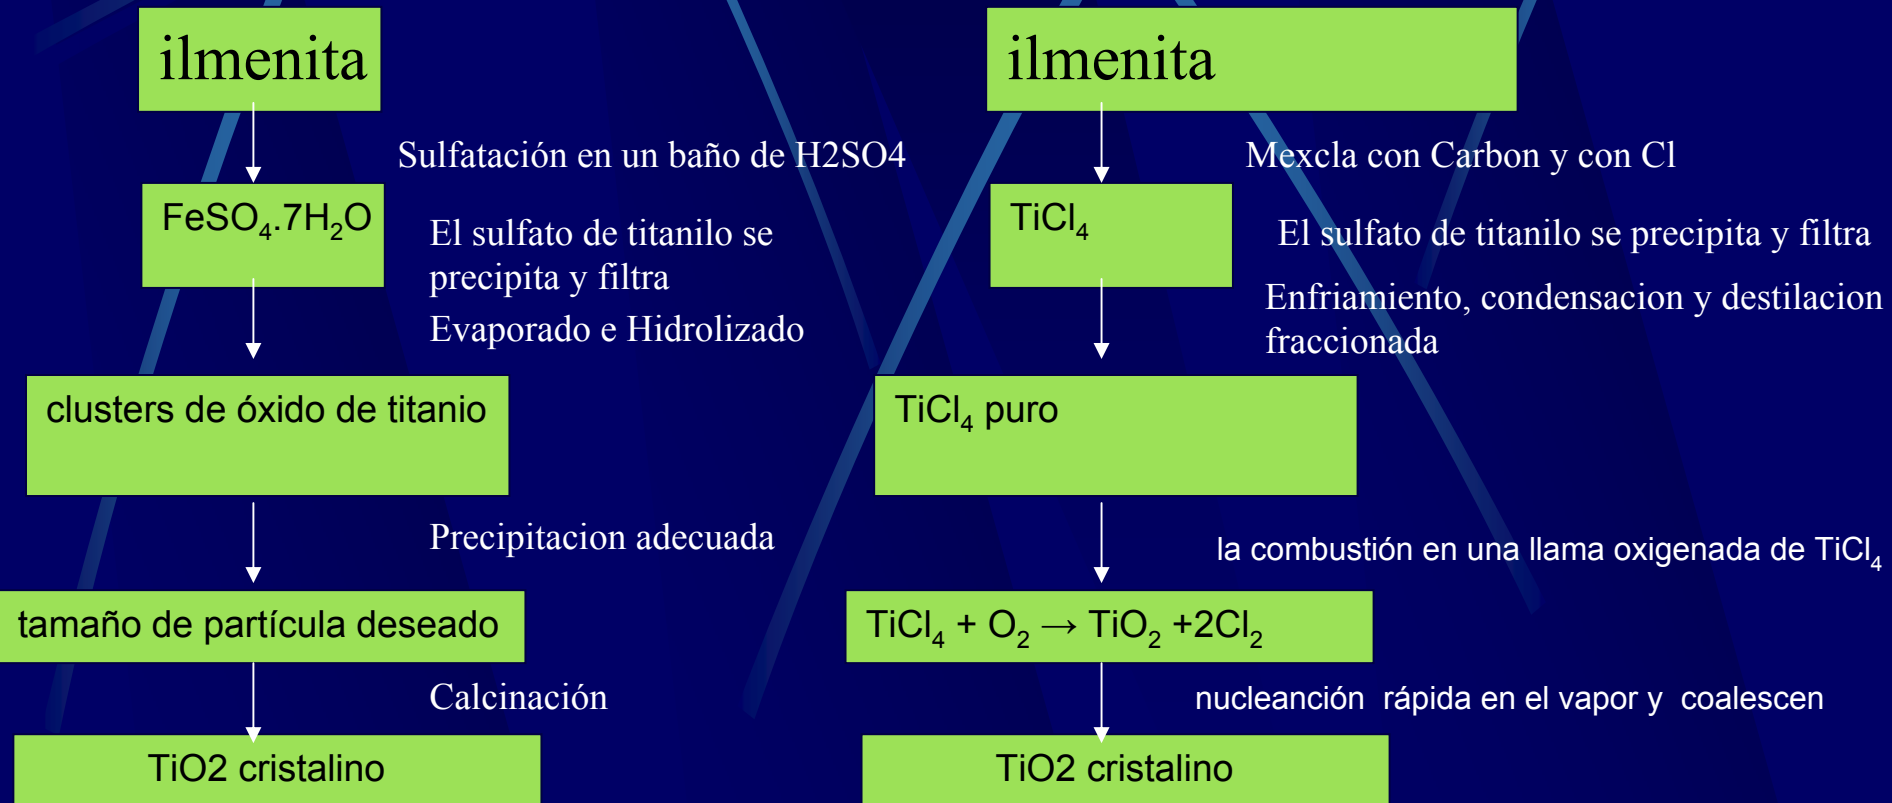 ilmenita
Sulfatación en un baño de H2SO4
FeSO₄.7H₂O
El sulfato de titanilo se
precipita y filtra
Evaporado e Hidrolizado
clusters de óxido de titanio
Precipitacion adecuada
tamaño de partícula deseado
Calcinación
TiO2 cristalino
ilmenita
Mexcla con Carbon y con Cl
TiCl₄
El sulfato de titanilo se precipita y filtra
Enfriamiento, condensacion y destilacion
fraccionada
TiCl₄ puro
la combustión en una llama oxigenada de TiCl₄
TiCl₄ + O₂ → TiO₂ +2Cl₂
nucleanción rápida en el vapor y coalescen
TiO2 cristalino